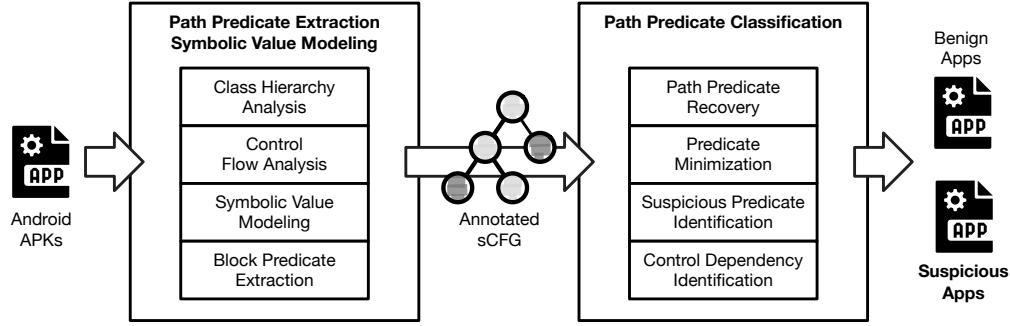 Path Predicate Extraction
Symbolic Value Modeling
Class Hierarchy
Analysis
Control
Flow Analysis
Symbolic Value
Modeling
Block Predicate
Extraction
APP
Android
APKs
Annotated
sCFG
Path Predicate Classification
Path Predicate
Recovery
Predicate
Minimization
Suspicious Predicate
Identification
Control Dependency
Identification
Benign
Apps
APP
APP
Suspicious
Apps